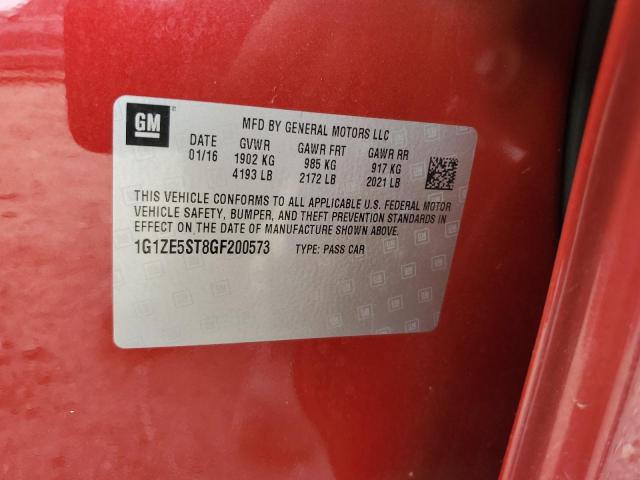 GM
MFD BY GENERAL MOTORS LLC
DATE GVWR GAWR FRT GAWR RR
01/16 1902 KG 985 KG 917 KG
4193 LB 2172 LB 2021 LB
THIS VEHICLE CONFORMS TO ALL APPLICABLE U.S. FEDERAL MOTOR
VEHICLE SAFETY, BUMPER, AND THEFT PREVENTION STANDARDS IN
EFFECT ON THE DATE OF MANUFACTURE SHOWN ABOVE.
1G1ZE5ST8GF200573 TYPE: PASS CAR